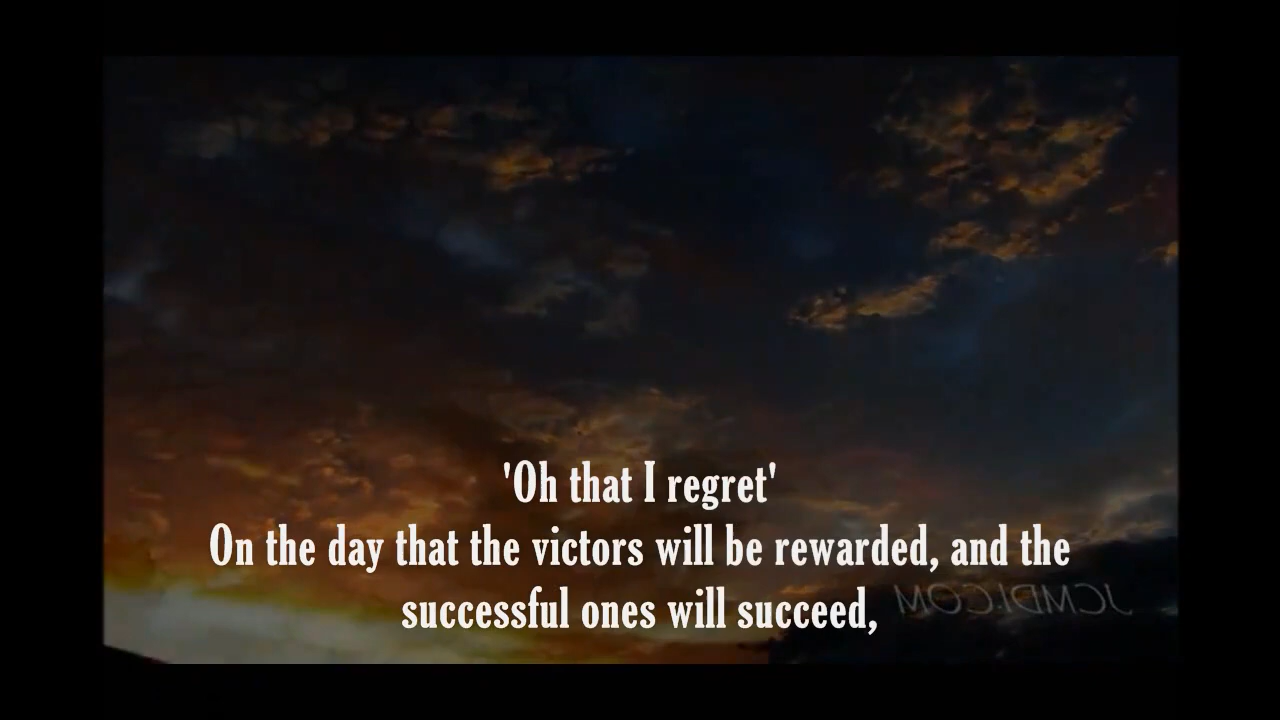 'Oh that I regret'
On the day that the victors will be rewarded, and the
successful ones will succeed,
JCMDI.COM